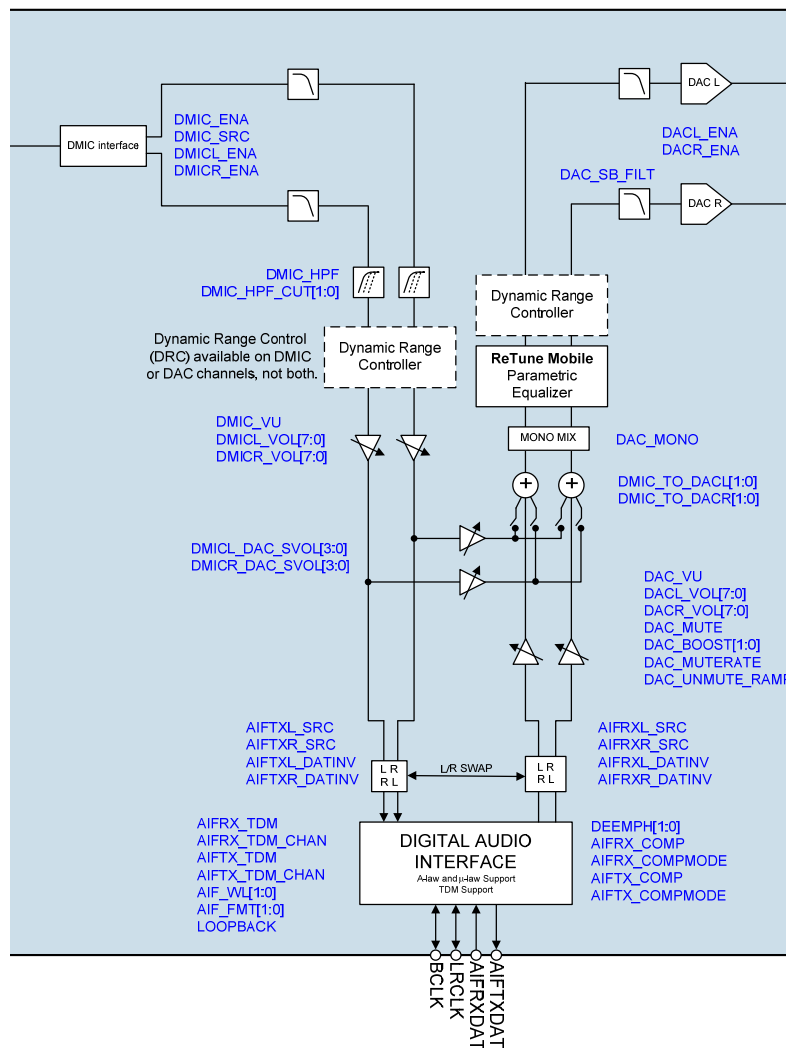 DMIC interface
DMIC_ENA
DMIC_SRC
DMICL_ENA
DMICR_ENA
DAC L
DACL_ENA
DACR_ENA
DAC_SB_FILT
DAC R
DMIC_HPF
DMIC_HPF_CUT[1:0]
Dynamic Range Control
(DRC) available on DMIC
or DAC channels, not both.
Dynamic Range
Controller
Dynamic Range
Controller
ReTune Mobile
Parametric
Equalizer
DMIC_VU
DMICL_VOL[7:0]
DMICR_VOL[7:0]
MONO MIX
DAC_MONO
+
+
DMIC_TO_DACL[1:0]
DMIC_TO_DACR[1:0]
DMICL_DAC_SVOL[3:0]
DMICR_DAC_SVOL[3:0]
DAC_VU
DACL_VOL[7:0]
DACR_VOL[7:0]
DAC_MUTE
DAC_BOOST[1:0]
DAC_MUTERATE
DAC_UNMUTE_RAMP
AIFTXL_SRC
AIFTXR_SRC
AIFTXL_DATINV
AIFTXR_DATINV
L R
R L
L/R SWAP
L R
R L
AIFRXL_SRC
AIFRXR_SRC
AIFRXL_DATINV
AIFRXR_DATINV
AIFRX_TDM
AIFRX_TDM_CHAN
AIFTX_TDM
AIFTX_TDM_CHAN
AIF_WL[1:0]
AIF_FMT[1:0]
LOOPBACK
DIGITAL AUDIO
INTERFACE
A-law and µ-law Support
TDM Support
DEEMPH[1:0]
AIFRX_COMP
AIFRX_COMPMODE
AIFTX_COMP
AIFTX_COMPMODE
BCLK
LRCLK
AIFRXDAT
AIFTXDAT